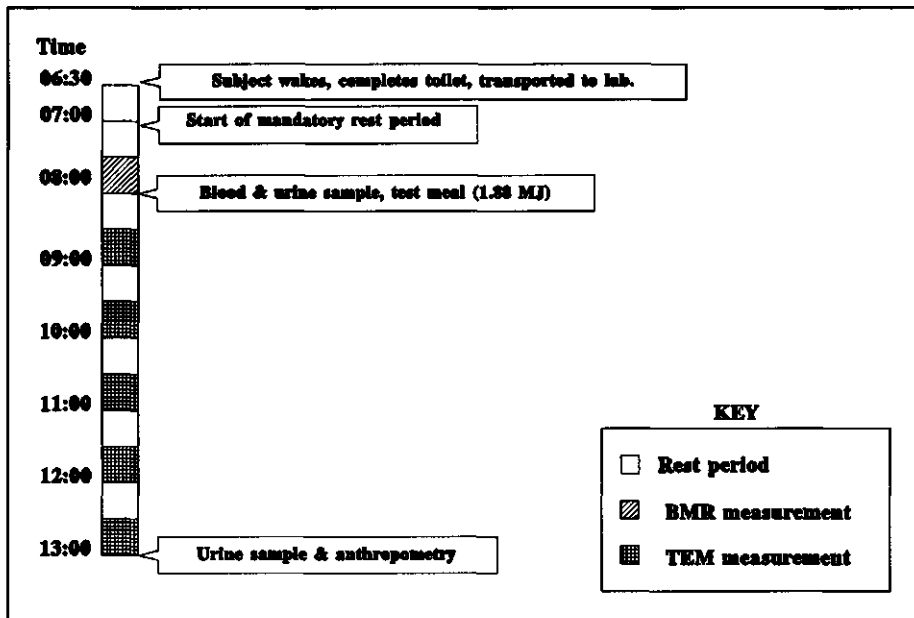 Time
06:30
Subject wakes, completes toilet, transported to lab.
07:00
Start of mandatory rest period
08:00
Blood & urine sample, test meal (1.88 MJ)
09:00
10:00
11:00
12:00
13:00
Urine sample & anthropometry
KEY
Rest period
BMR measurement
TEM measurement